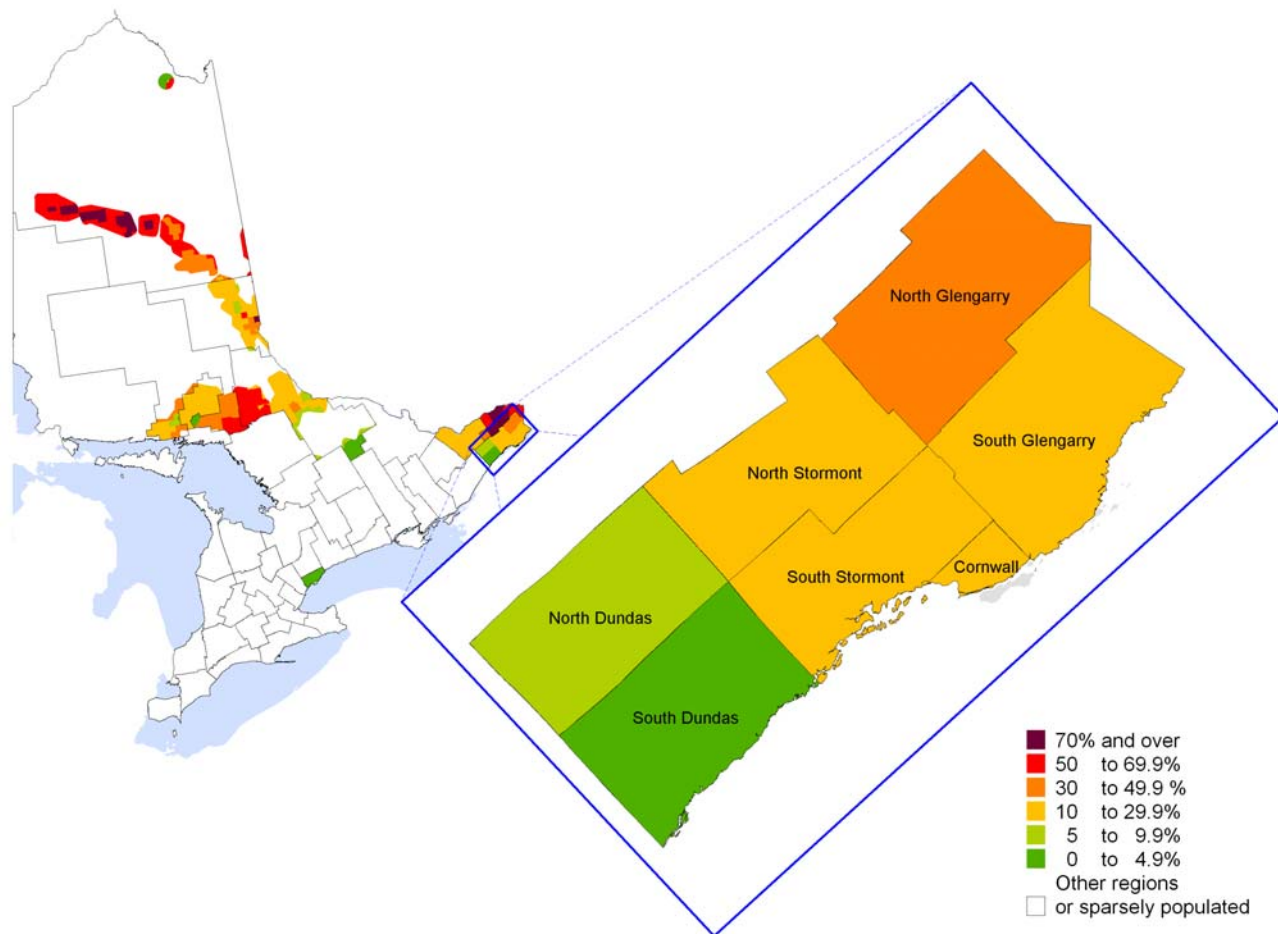 North Glengarry
South Glengarry
North Stormont
Cornwall
South Stormont
North Dundas
South Dundas
70% and over
50 to 69.9%
30 to 49.9 %
10 to 29.9%
5 to 9.9%
0 to 4.9%
Other regions
or sparsely populated